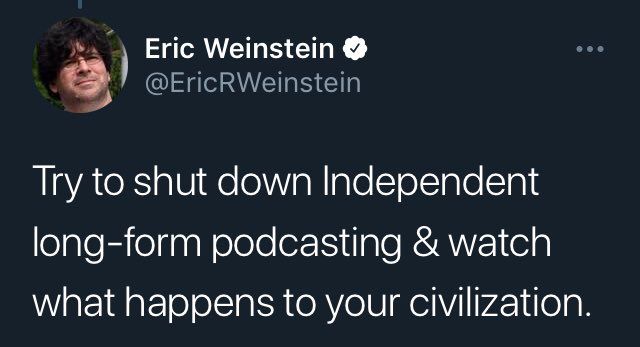 Eric Weinstein
@EricRWeinstein
Try to shut down Independent
long-form podcasting & watch
what happens to your civilization.